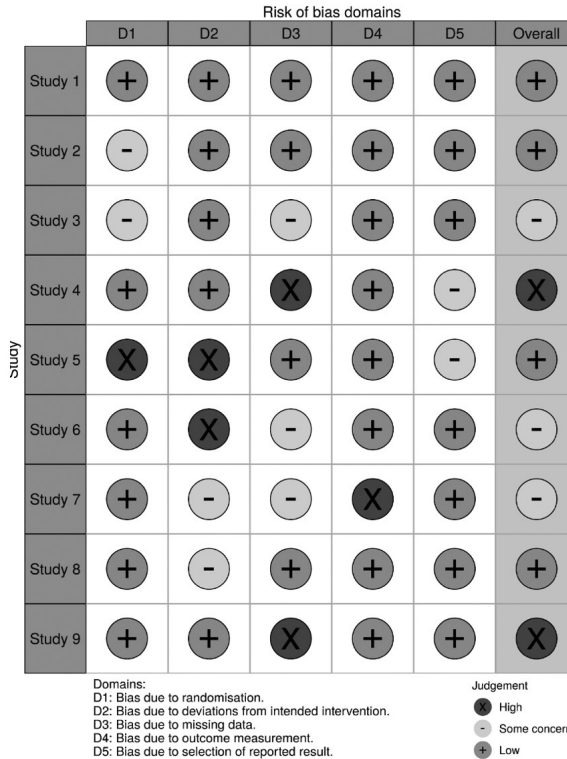 Risk of bias domains
D1 D2 D3 D4 D5 Overall
Study 1 + + + + + +
Study 2 - + + + + +
Study 3 - + - + + -
Study 4 + + X + - X
Study 5 X X + + - +
Study 6 + X - + + -
Study 7 + - - X + -
Study 8 + - + + + +
Study 9 + + X + + X
Study
Domains:
D1: Bias due to randomisation.
D2: Bias due to deviations from intended intervention.
D3: Bias due to missing data.
D4: Bias due to outcome measurement.
D5: Bias due to selection of reported result.
Judgement
X High
- Some concern
+ Low